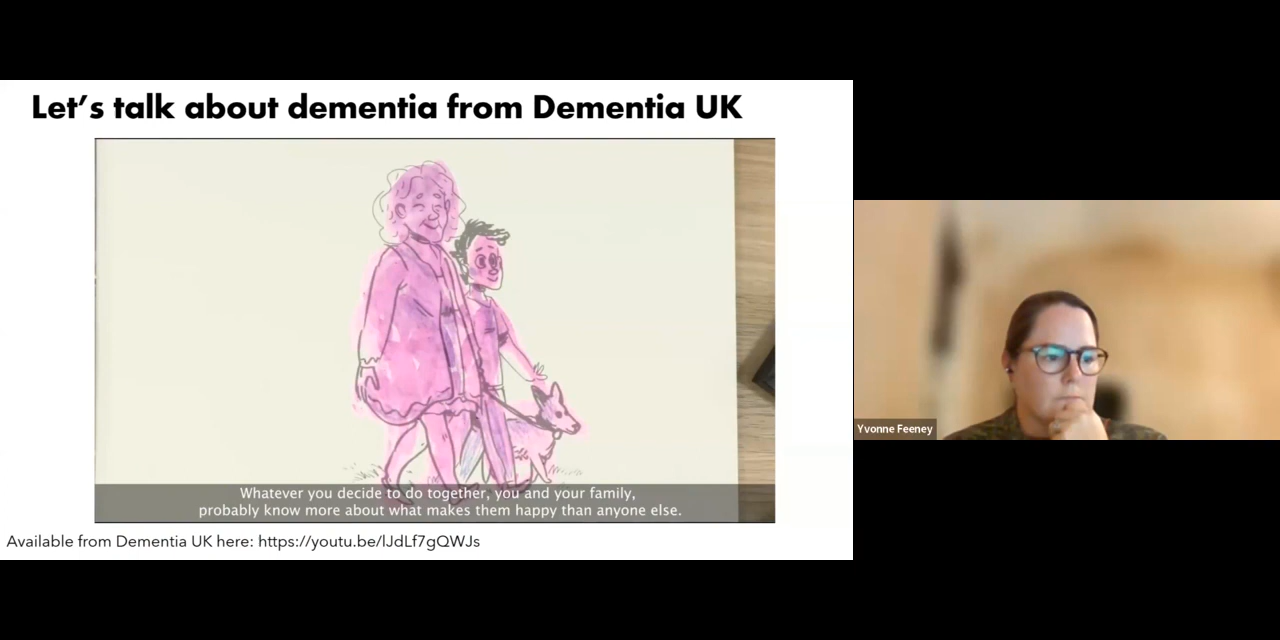 Let's talk about dementia from Dementia UK
Whatever you decide to do together, you and your family,
probably know more about what makes them happy than anyone else.
Yvonne Feeney
Available from Dementia UK here: https://youtu.be/lJdLf7gQWJs